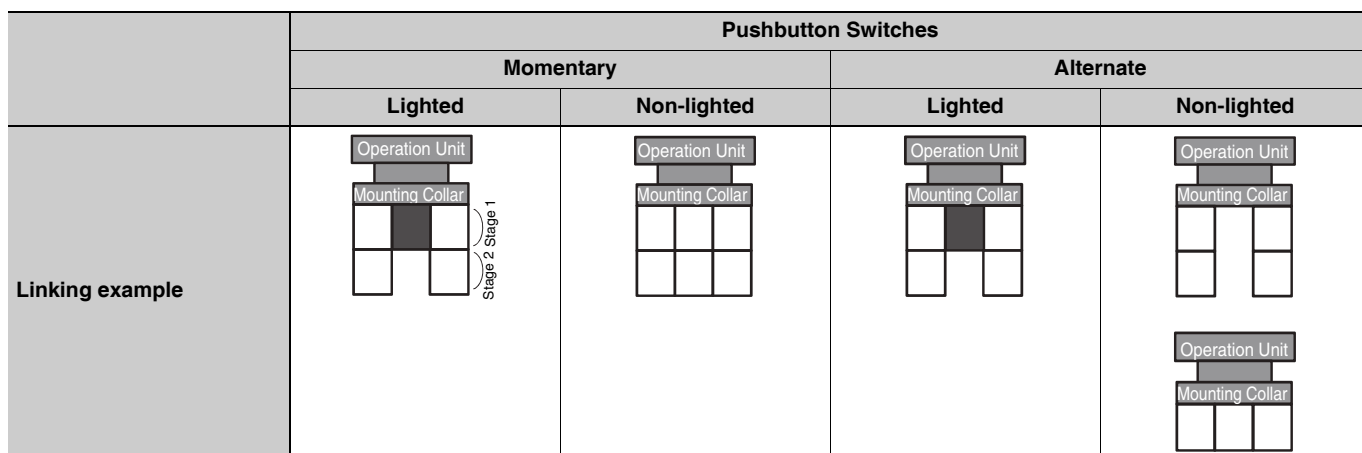 Pushbutton Switches
Momentary
Alternate
Lighted
Non-lighted
Lighted
Non-lighted
Linking example
Operation Unit
Mounting Collar
Stage 1
Stage 2
Operation Unit
Mounting Collar
Operation Unit
Mounting Collar
Operation Unit
Mounting Collar
Operation Unit
Mounting Collar